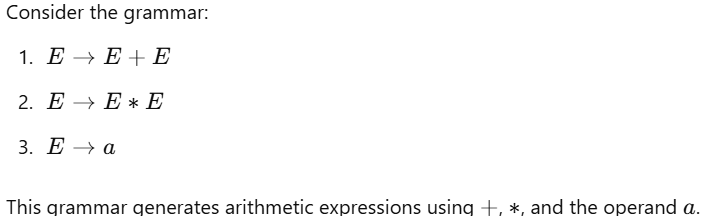 Consider the grammar:
1. E → E + E
2. E → E ∗ E
3. E → a
This grammar generates arithmetic expressions using +, ∗, and the operand a.